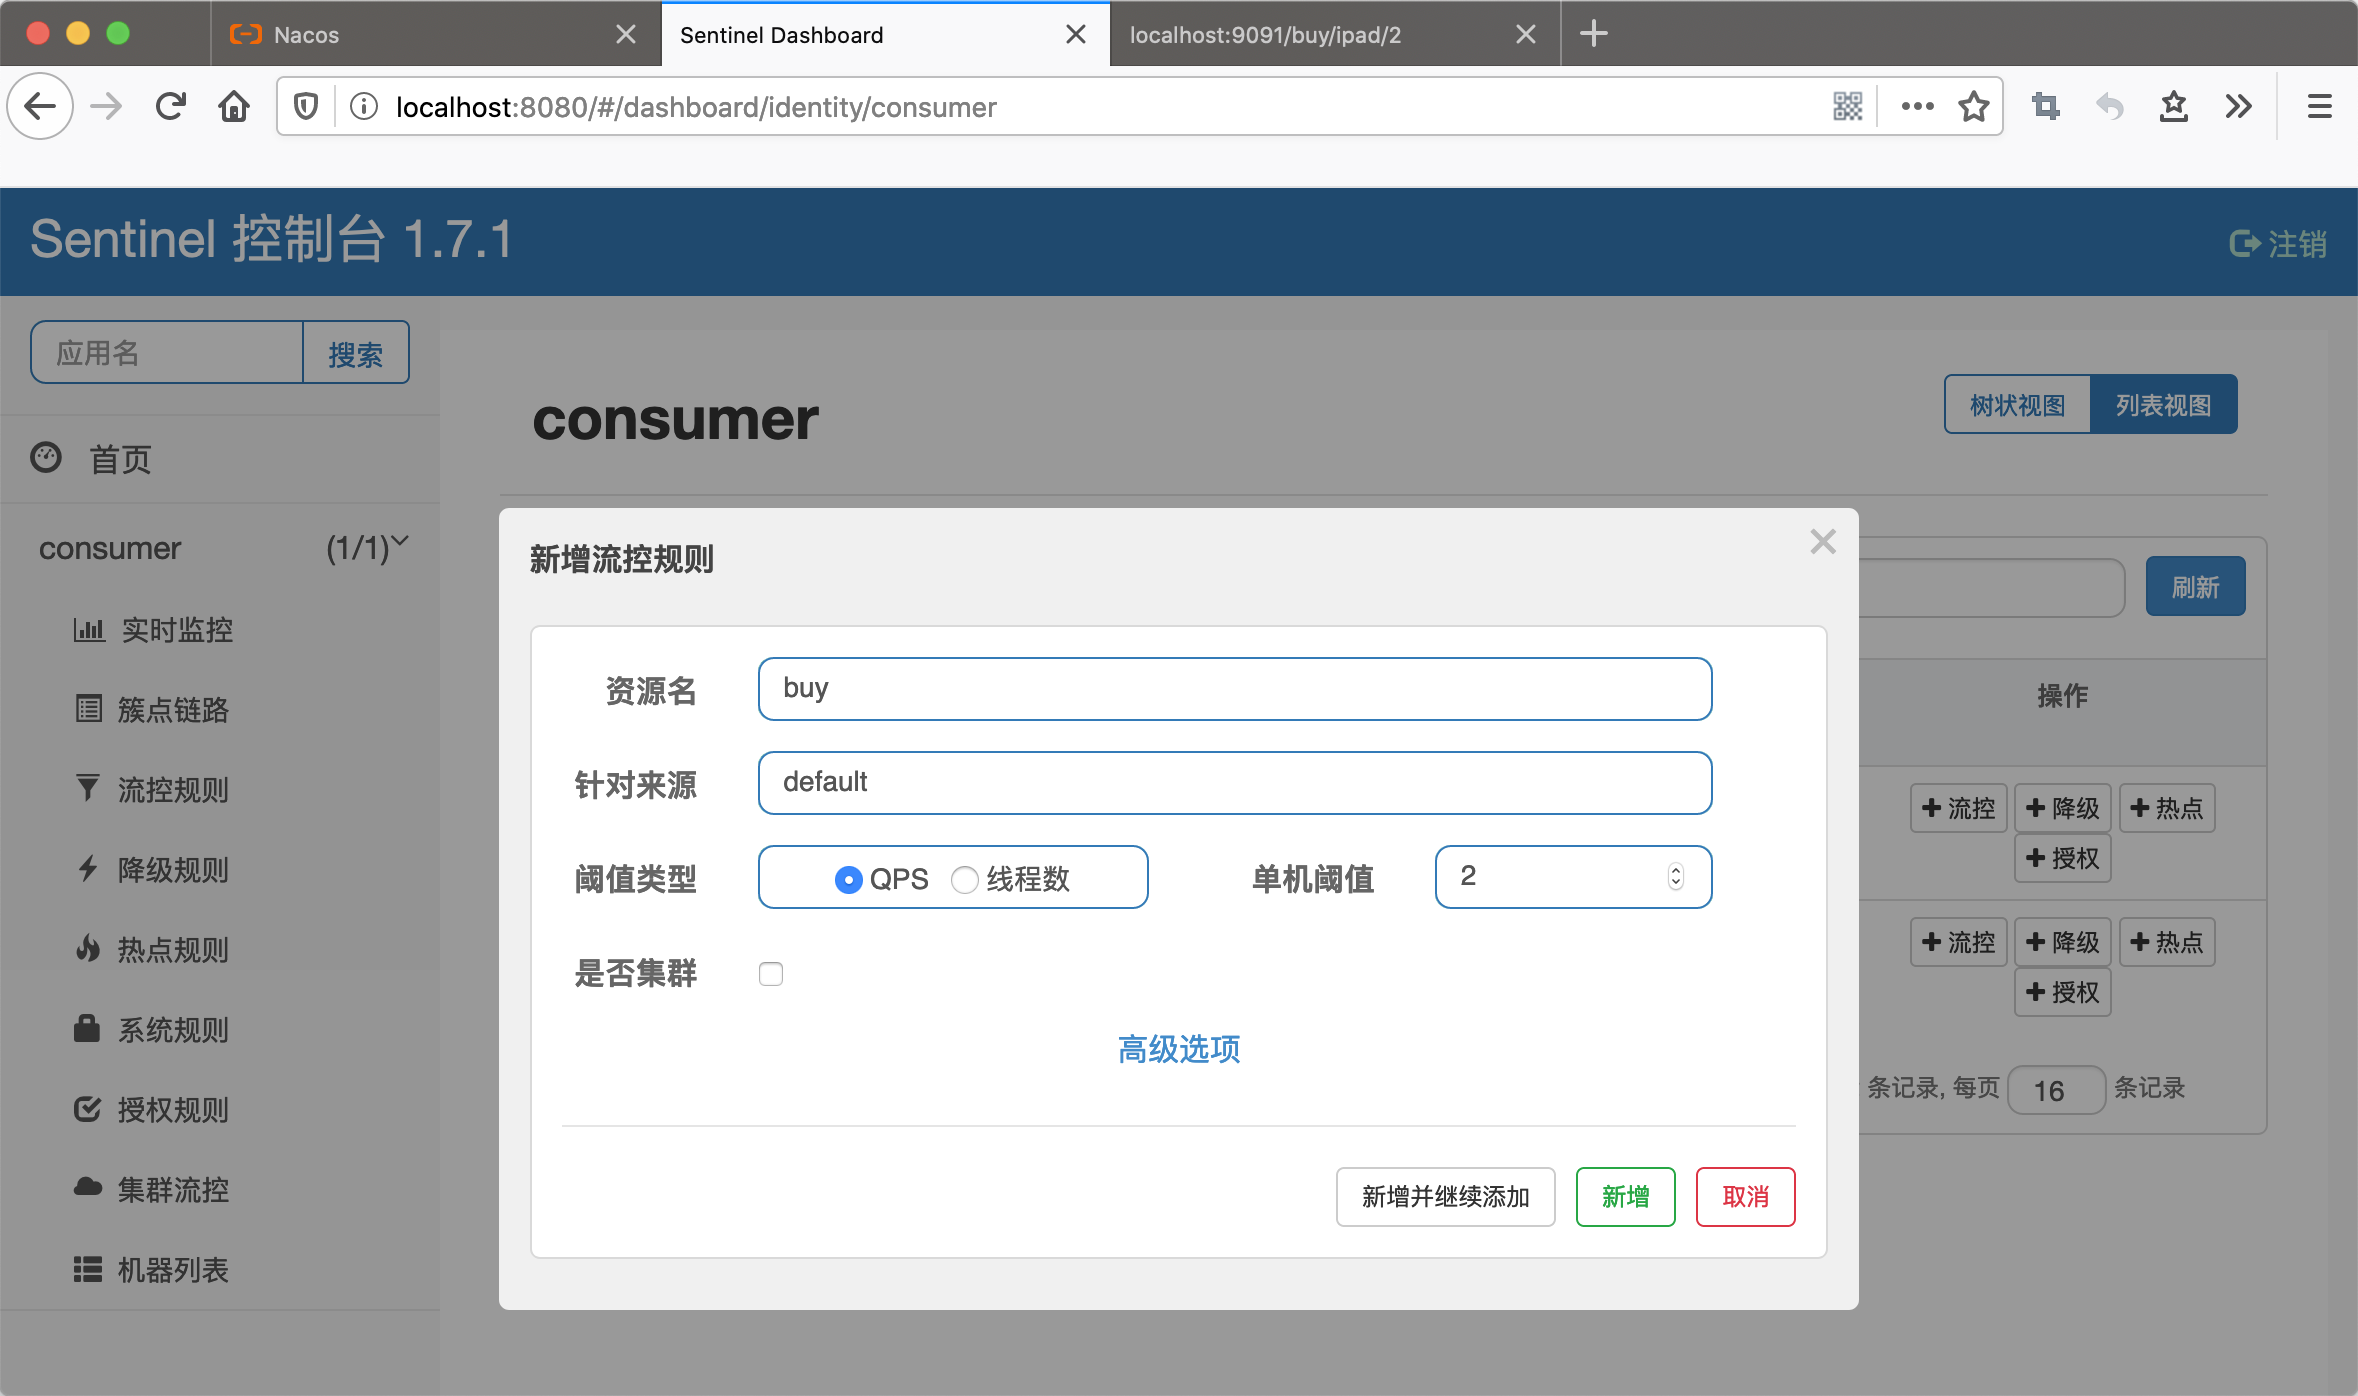 Nacos
Sentinel Dashboard
localhost:9091/buy/ipad/2
localhost:8080/#/dashboard/identity/consumer
Sentinel 控制台 1.7.1
注销
应用名
搜索
首页
consumer (1/1)
实时监控
簇点链路
流控规则
降级规则
热点规则
系统规则
授权规则
集群流控
机器列表
consumer
树状视图
列表视图
刷新
操作
流控 降级 热点
授权
流控 降级 热点
授权
条记录, 每页 16 条记录
新增流控规则
资源名 buy
针对来源 default
阈值类型 QPS 线程数 单机阈值 2
是否集群
高级选项
新增并继续添加 新增 取消